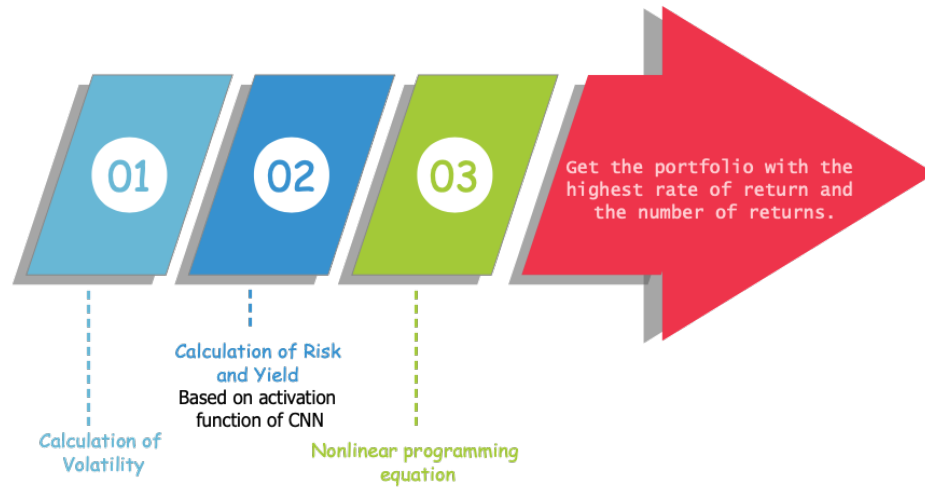 01
02
03
Get the portfolio with the
highest rate of return and
the number of returns.
Calculation of Risk
and Yield
Based on activation
function of CNN
Calculation of
Volatility
Nonlinear programming
equation